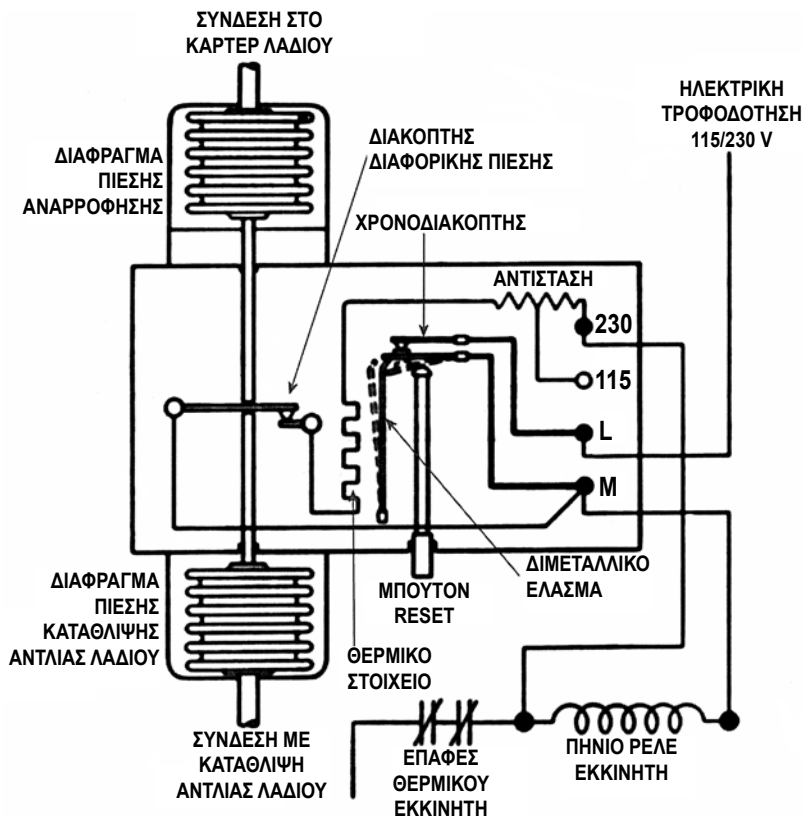 ΣΥΝΔΕΣΗ ΣΤΟ
ΚΑΡΤΕΡ ΛΑΔΙΟΥ
ΗΛΕΚΤΡΙΚΗ
ΤΡΟΦΟΔΟΤΗΣΗ
115/230 V
ΔΙΑΦΡΑΓΜΑ
ΠΙΕΣΗΣ
ΑΝΑΡΡΟΦΗΣΗΣ
ΔΙΑΚΟΠΤΗΣ
ΔΙΑΦΟΡΙΚΗΣ ΠΙΕΣΗΣ
ΧΡΟΝΟΔΙΑΚΟΠΤΗΣ
ΑΝΤΙΣΤΑΣΗ
230
115
L
M
ΔΙΑΦΡΑΓΜΑ
ΠΙΕΣΗΣ
ΚΑΤΑΘΛΙΨΗΣ
ΑΝΤΛΙΑΣ ΛΑΔΙΟΥ
ΜΠΟΥΤΟΝ
RESET
ΔΙΜΕΤΑΛΛΙΚΟ
ΕΛΑΣΜΑ
ΘΕΡΜΙΚΟ
ΣΤΟΙΧΕΙΟ
ΣΥΝΔΕΣΗ ΜΕ
ΚΑΤΑΘΛΙΨΗ
ΑΝΤΛΙΑΣ ΛΑΔΙΟΥ
ΕΠΑΦΕΣ
ΘΕΡΜΙΚΟΥ
ΕΚΚΙΝΗΤΗ
ΠΗΝΙΟ ΡΕΛΕ
ΕΚΚΙΝΗΤΗ